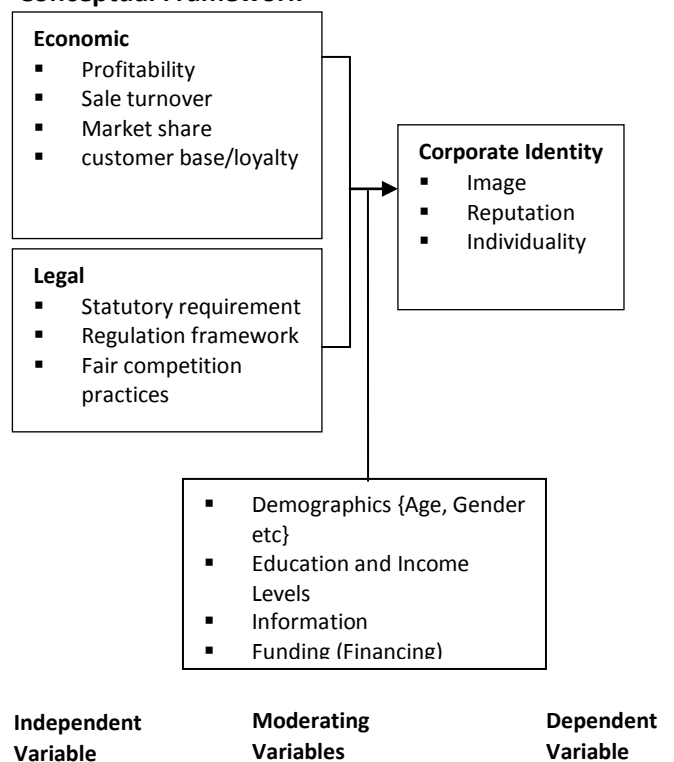 Economic
▪ Profitability
▪ Sale turnover
▪ Market share
▪ customer base/loyalty
Corporate Identity
▪ Image
▪ Reputation
▪ Individuality
Legal
▪ Statutory requirement
▪ Regulation framework
▪ Fair competition
practices
▪ Demographics {Age, Gender
etc}
▪ Education and Income
Levels
▪ Information
▪ Funding (Financing)
Independent
Variable
Moderating
Variables
Dependent
Variable